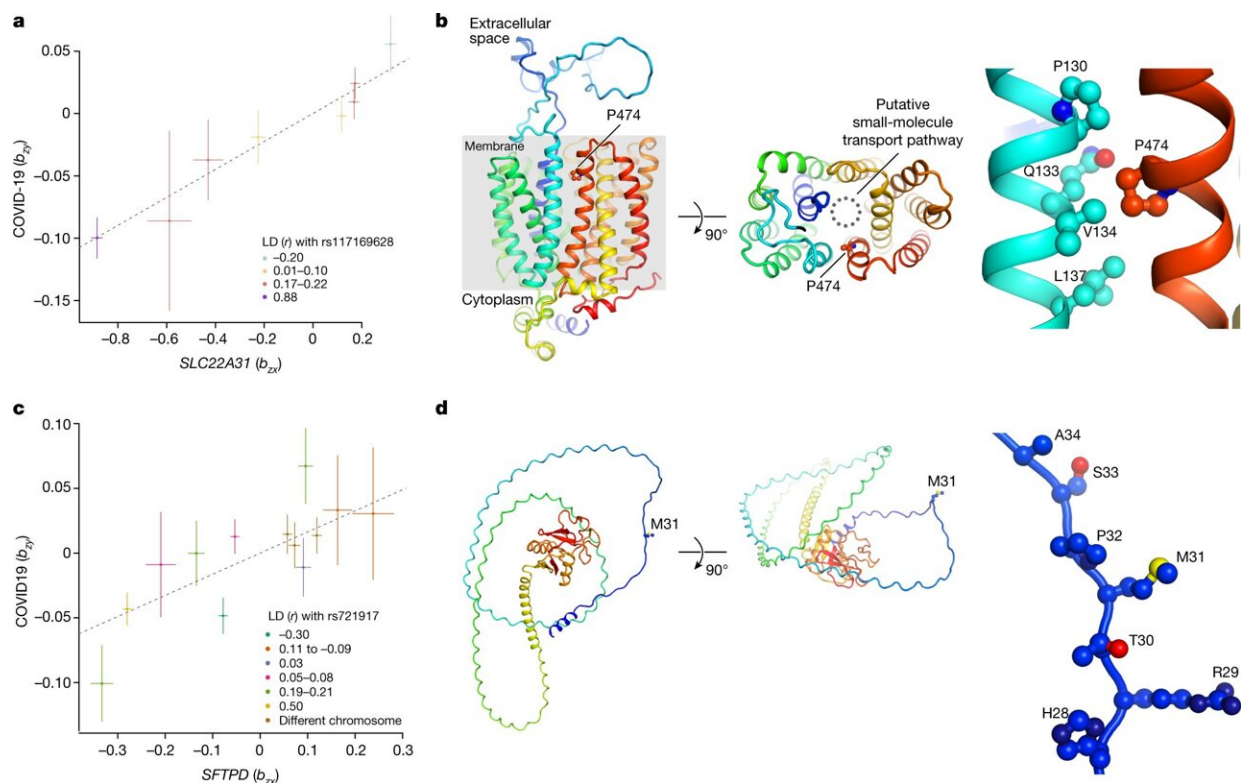 a
COVID-19 (bzy)
0.05
0
−0.05
−0.10
−0.15
−0.8
−0.6
−0.4
−0.2
0
0.2
SLC22A31 (bzx)
LD (r) with rs117169628
−0.20
0.01–0.10
0.17–0.22
0.88
b
Extracellular
space
P474
Membrane
Cytoplasm
90°
Putative
small-molecule
transport pathway
P474
P130
Q133
P474
V134
L137
c
COVID19 (bzy)
0.10
0.05
0
−0.05
−0.10
−0.3
−0.2
−0.1
0
0.1
0.2
0.3
SFTPD (bzx)
LD (r) with rs721917
−0.30
0.11 to −0.09
0.03
0.05–0.08
0.19–0.21
0.50
Different chromosome
d
M31
90°
M31
A34
S33
P32
M31
T30
R29
H28